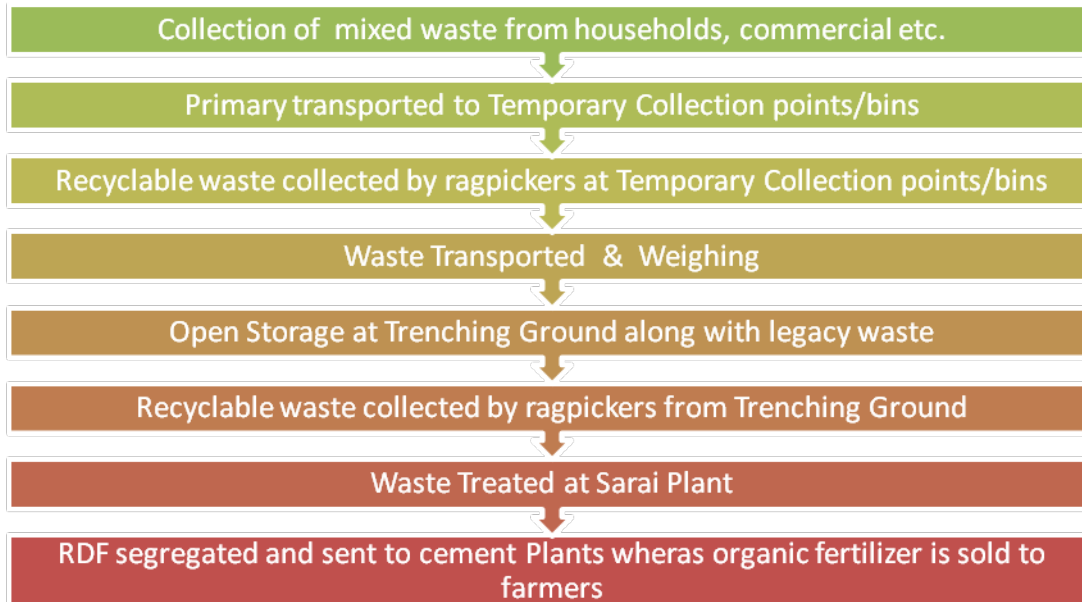 Collection of mixed waste from households, commercial etc.
Primary transported to Temporary Collection points/bins
Recyclable waste collected by ragpickers at Temporary Collection points/bins
Waste Transported & Weighing
Open Storage at Trenching Ground along with legacy waste
Recyclable waste collected by ragpickers from Trenching Ground
Waste Treated at Sarai Plant
RDF segregated and sent to cement Plants wheras organic fertilizer is sold to
farmers